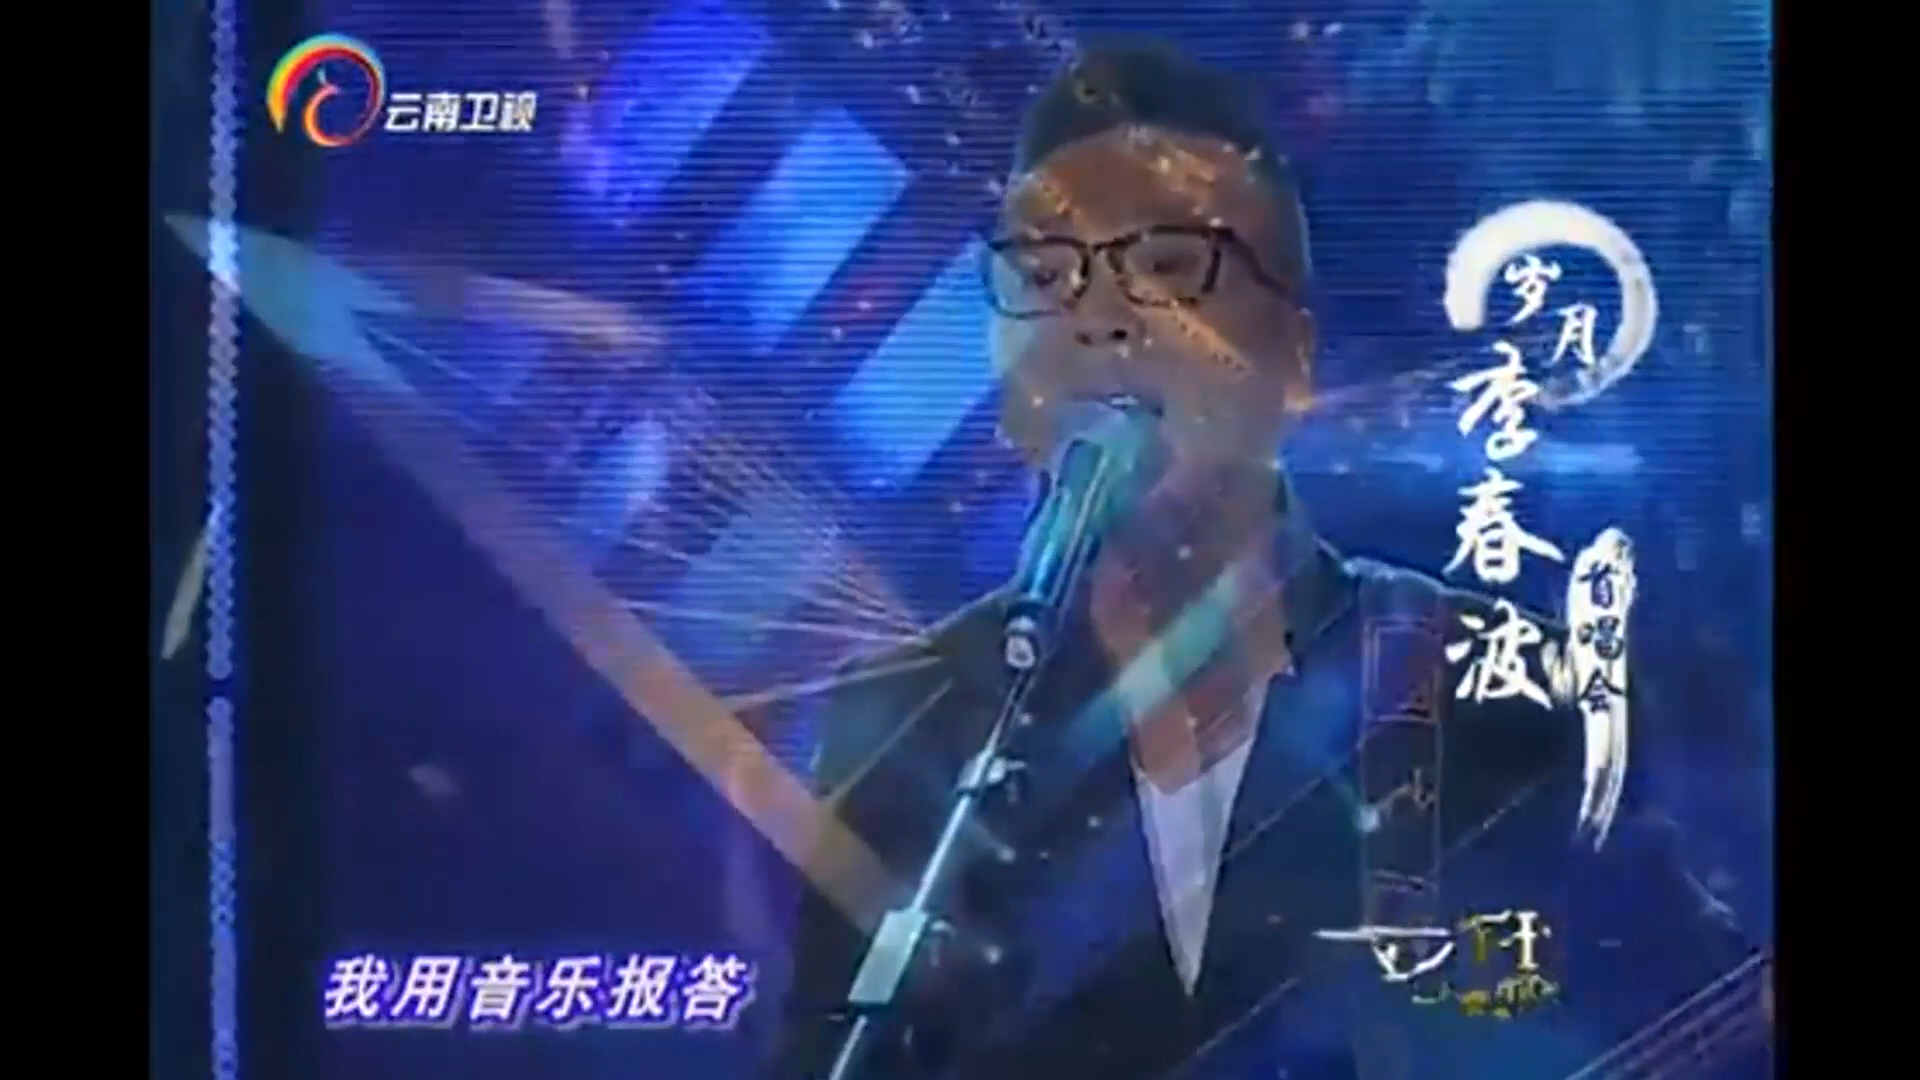 云南卫视
岁月
李春波
首唱会
我用音乐报答